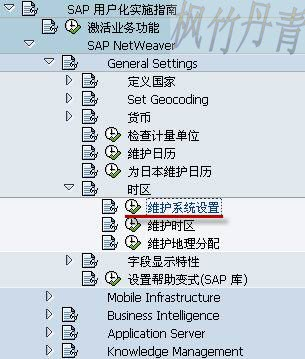 SAP 用户化实施指南
枫竹丹青
激活业务功能
SAP NetWeaver
General Settings
定义国家
Set Geocoding
货币
检查计量单位
维护日历
为日本维护日历
时区
维护系统设置
维护时区
维护地理分配
字段显示特性
设置帮助变式(SAP 库)
Mobile Infrastructure
Business Intelligence
Application Server
Knowledge Management